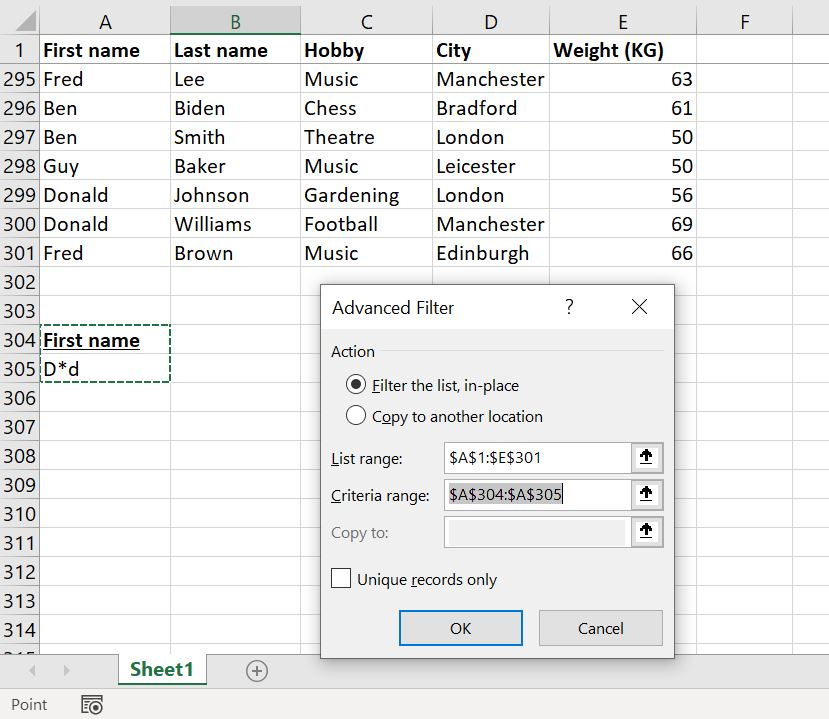 A B C D E F
1 First name Last name Hobby City Weight (KG)
295 Fred Lee Music Manchester 63
296 Ben Biden Chess Bradford 61
297 Ben Smith Theatre London 50
298 Guy Baker Music Leicester 50
299 Donald Johnson Gardening London 56
300 Donald Williams Football Manchester 69
301 Fred Brown Music Edinburgh 66
302
303
304 First name
305 D*d
306
307
308
309
310
311
312
313
314
Advanced Filter ?
Action
Filter the list, in-place
Copy to another location
List range: $A$1:$E$301
Criteria range: $A$304:$A$305
Copy to:
Unique records only
OK Cancel
Sheet1
Point